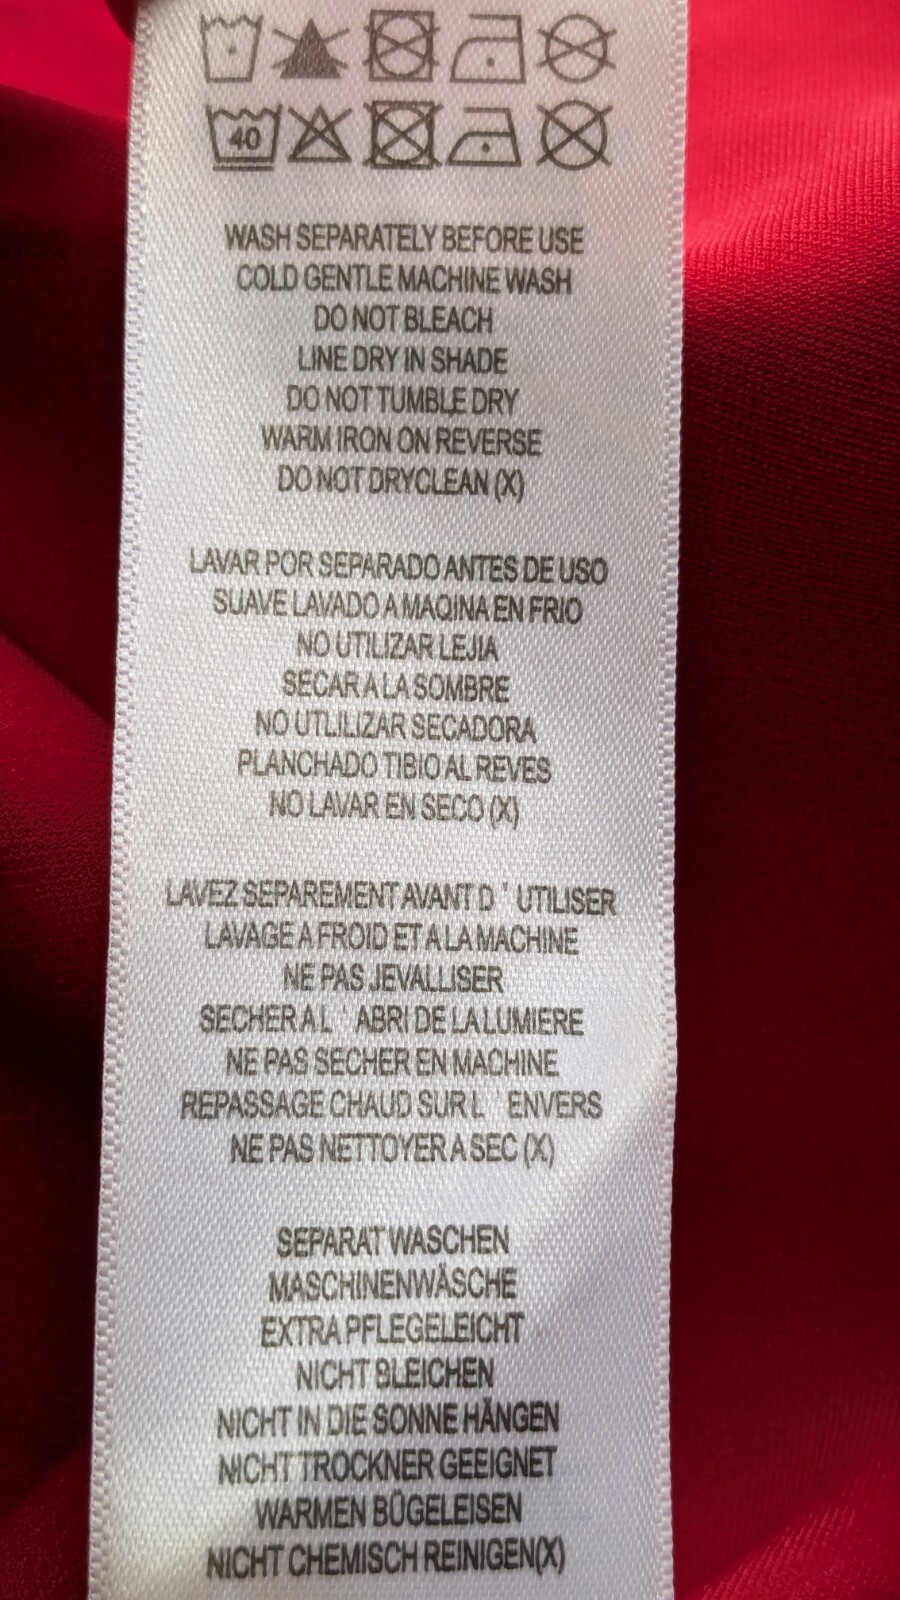 40
WASH SEPARATELY BEFORE USE
COLD GENTLE MACHINE WASH
DO NOT BLEACH
LINE DRY IN SHADE
DO NOT TUMBLE DRY
WARM IRON ON REVERSE
DO NOT DRYCLEAN (X)
LAVAR POR SEPARADO ANTES DE USO
SUAVE LAVADO A MAQINA EN FRIO
NO UTILIZAR LEJIA
SECAR A LA SOMBRE
NO UTLILIZAR SECADORA
PLANCHADO TIBIO AL REVES
NO LAVAR EN SECO (X)
LAVEZ SEPAREMENT AVANT D ' UTILISER
LAVAGE A FROID ET A LA MACHINE
NE PAS JEVALLISER
SECHER A L ' ABRI DE LA LUMIERE
NE PAS SECHER EN MACHINE
REPASSAGE CHAUD SUR L ' ENVERS
NE PAS NETTOYER A SEC (X)
SEPARAT WASCHEN
MASCHINENWÄSCHE
EXTRA PFLEGELEICHT
NICHT BLEICHEN
NICHT IN DIE SONNE HÄNGEN
NICHT TROCKNER GEEIGNET
WARMEN BÜGELEISEN
NICHT CHEMISCH REINIGEN(X)